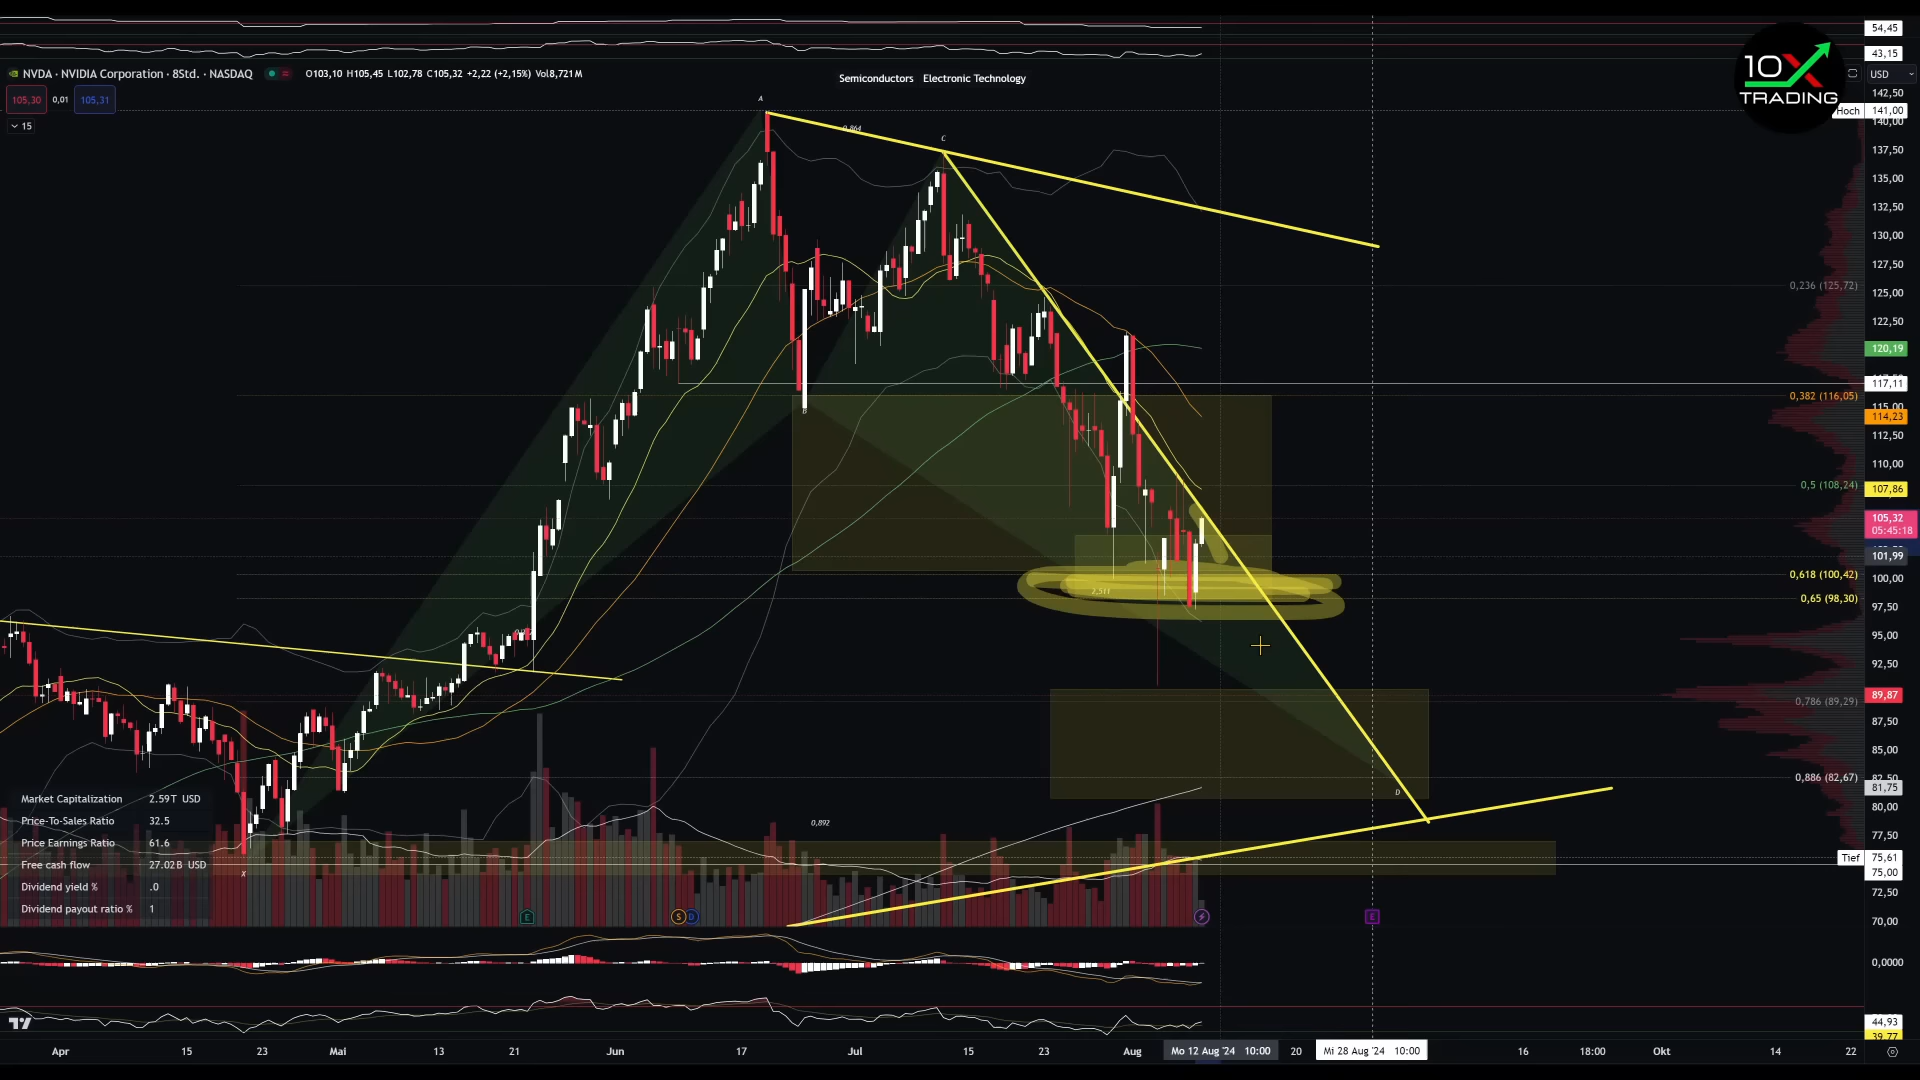 54,45
43,15
NVDA · NVIDIA Corporation · 8Std. · NASDAQ O103,10 H105,45 L102,78 C105,32 +2,22 (+2,15%) Vol8,721M
Semiconductors Electronic Technology
10X
TRADING
USD
105,30 0,01 105,31
15
142,50
Hoch 141,00
140,00
137,50
135,00
132,50
130,00
127,50
125,00
122,50
120,19
117,11
115,00
114,23
112,50
110,00
107,86
105,32
05:45:18
101,99
100,00
97,50
95,00
92,50
89,87
87,50
85,00
82,50
81,75
80,00
77,50
Tief 75,61
75,00
72,50
70,00
0,0000
44,93
39,77
0,236 (125,72)
0,382 (116,05)
0,5 (108,24)
0,618 (100,42)
0,65 (98,30)
0,786 (89,29)
0,886 (82,67)
A
0,864
C
B
2,511
D
0,892
X
Market Capitalization 2.59T USD
Price-To-Sales Ratio 32.5
Price Earnings Ratio 61.6
Free cash flow 27.02B USD
Dividend yield % .0
Dividend payout ratio % 1
E
S
D
E
Apr 15 23 Mai 13 21 Jun 17 Jul 15 23 Aug Mo 12 Aug '24 10:00 20 Mi 28 Aug '24 10:00 16 18:00 Okt 14 22